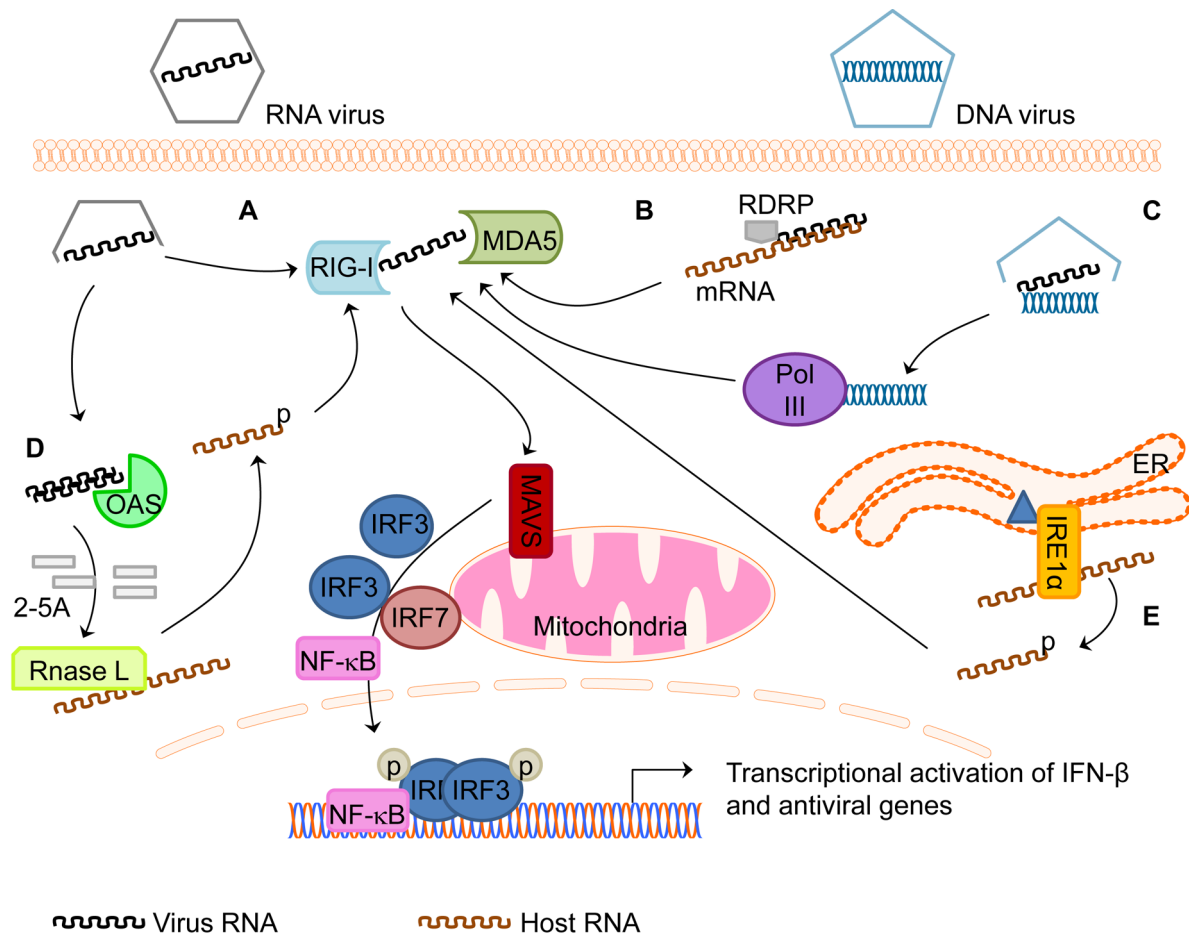 RNA virus
DNA virus
A
B
C
RDRP
RIG-I
MDA5
mRNA
Pol
III
p
D
OAS
ER
MAVS
IRF3
IRE1α
IRF3
IRF7
2-5A
Mitochondria
E
p
Rnase L
NF-κB
p
p
IRF3
NF-κB
Transcriptional activation of IFN-β
and antiviral genes
Virus RNA
Host RNA